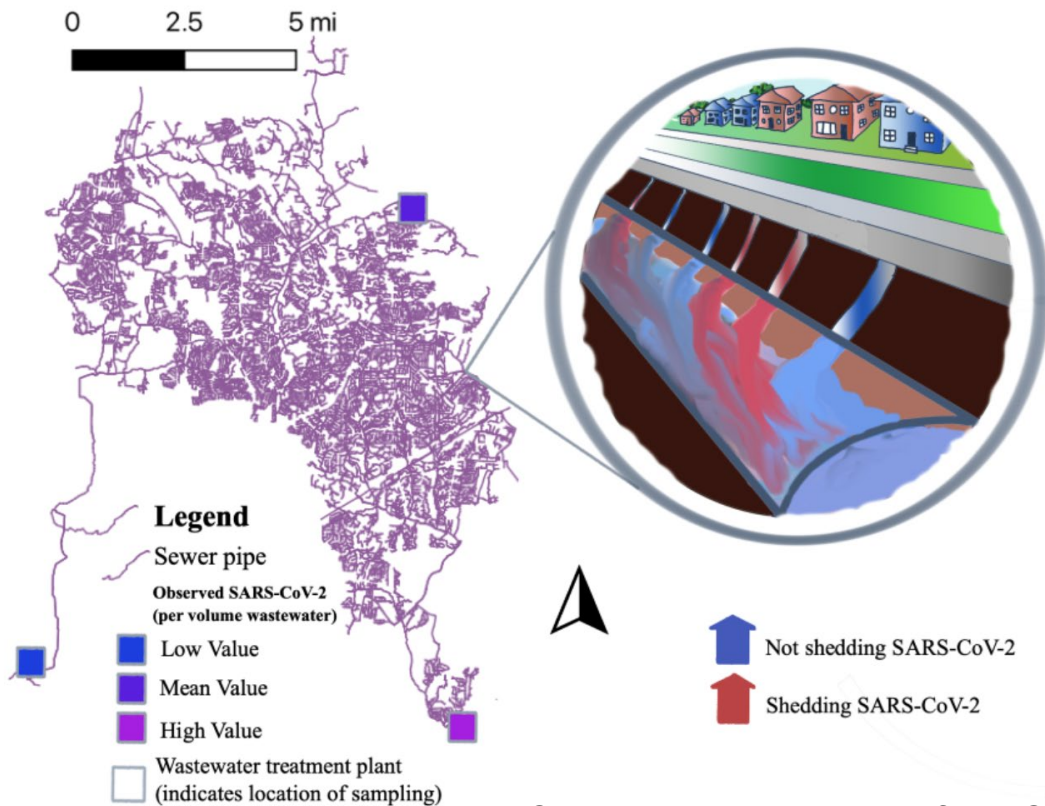 0 2.5 5 mi
Legend
Sewer pipe
Observed SARS-CoV-2
(per volume wastewater)
Low Value
Mean Value
High Value
Wastewater treatment plant
(indicates location of sampling)
Not shedding SARS-CoV-2
Shedding SARS-CoV-2